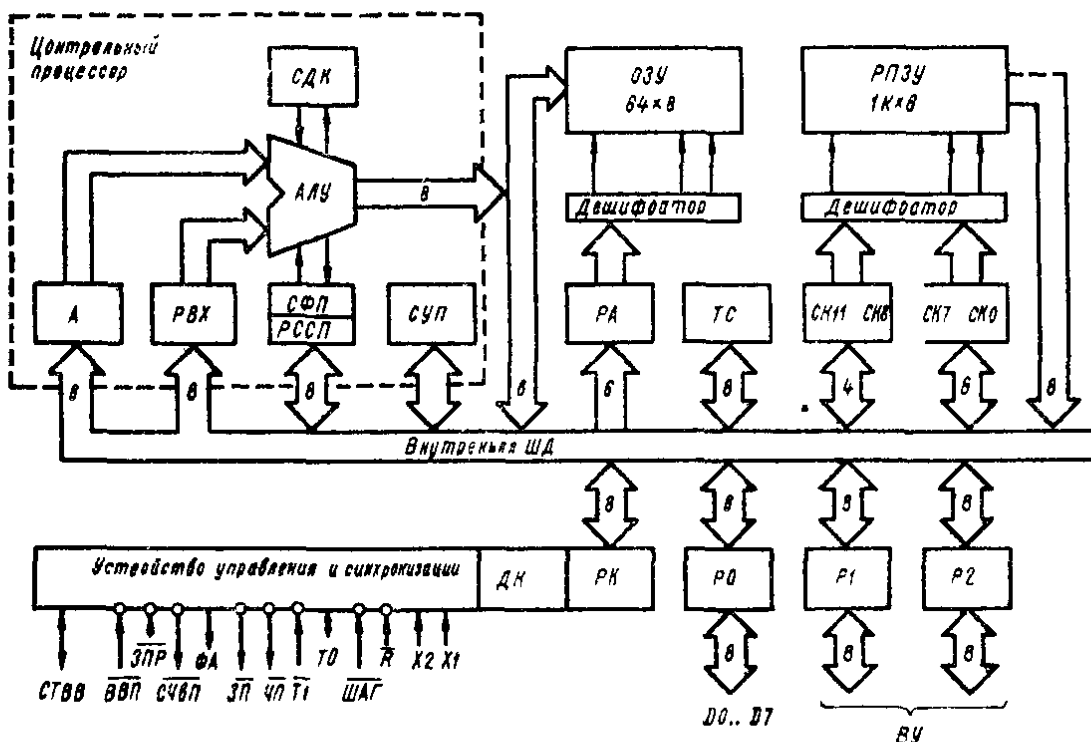 Центральный
процессор
СДК
ОЗУ
64×8
РПЗУ
1К×8
АЛУ
8
Дешифратор
Дешифратор
А
РВХ
СФП
РССП
СУП
РА
ТС
СК11 СК8
СК7 СК0
8
8
8
8
6
8
4
6
8
Внутренняя ШД
8
8
8
8
Устройство управления и синхронизации
ДК
РК
Р0
Р1
Р2
СТВВ
ВВП
ЗПР
СЧВП
ФА
ЗП
ЧП
Т1
Т0
ШАГ
R
X2
X1
8
8
8
D0.. D7
ВУ